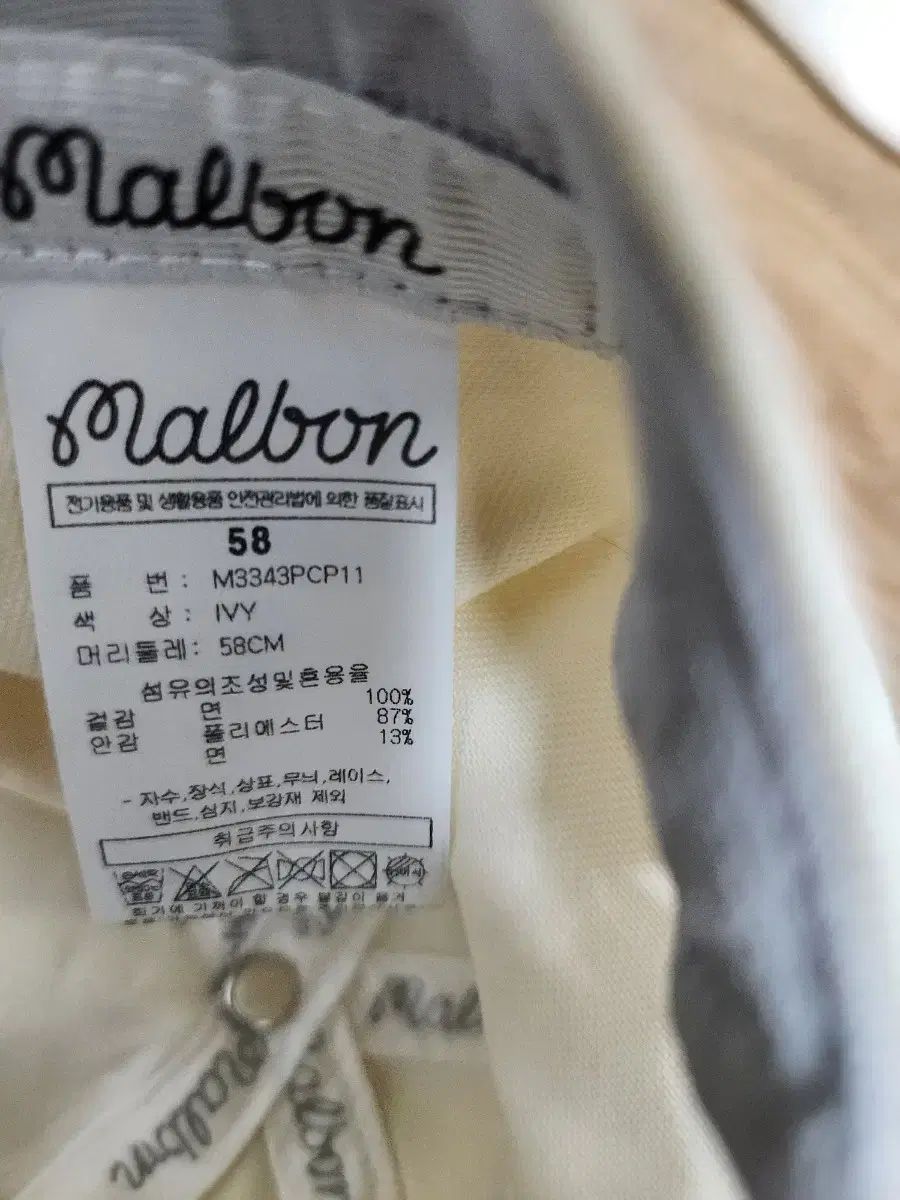 Malbon
Malbon
전기용품 및 생활용품 안전관리법에 의한 품질표시
58
품 번 : M3343PCP11
색 상 : IVY
머리둘레: 58CM
섬유의조성및혼용율
겉감 면 100%
안감 폴리에스터 87%
면 13%
- 자수,장식,상표,무늬,레이스,
밴드,심지,보강재 제외
취급주의사항
Mal
Malbon
Malbon